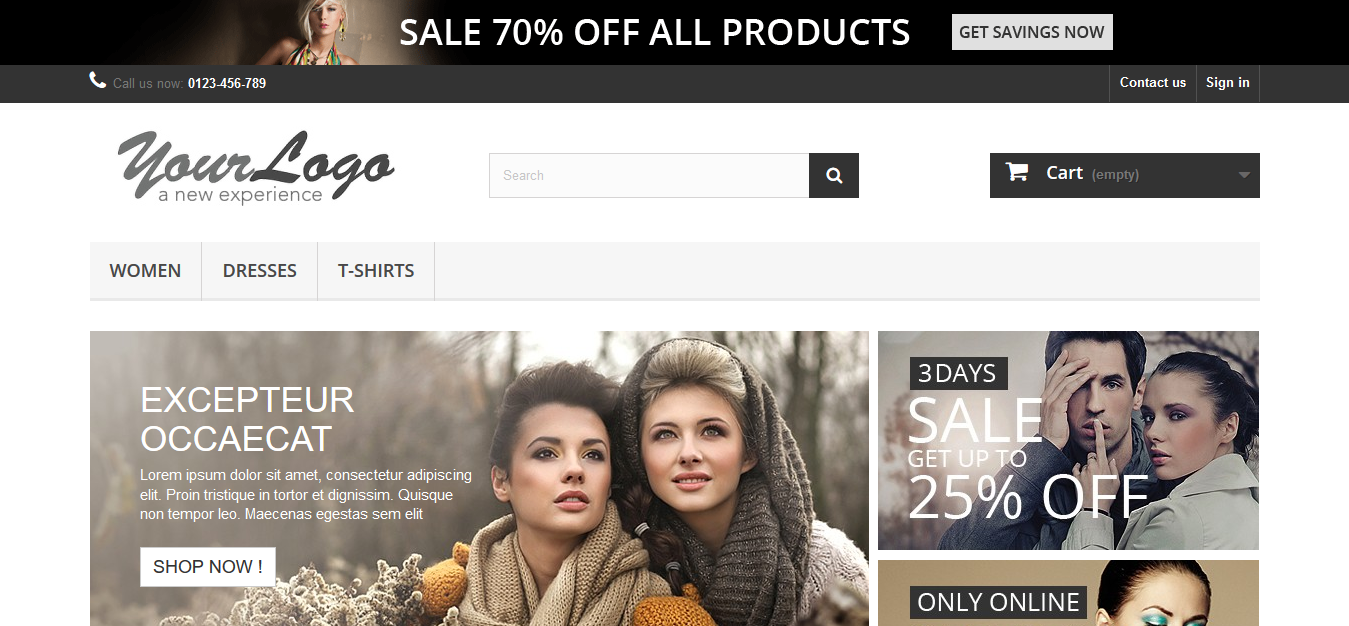 SALE 70% OFF ALL PRODUCTS
GET SAVINGS NOW
Call us now: 0123-456-789
Contact us
Sign in
YourLogo
a new experience
Search
Cart (empty)
WOMEN
DRESSES
T-SHIRTS
EXCEPTEUR
OCCAECAT
Lorem ipsum dolor sit amet, consectetur adipiscing
elit. Proin tristique in tortor et dignissim. Quisque
non tempor leo. Maecenas egestas sem elit
SHOP NOW !
3 DAYS
SALE
GET UP TO
25% OFF
ONLY ONLINE